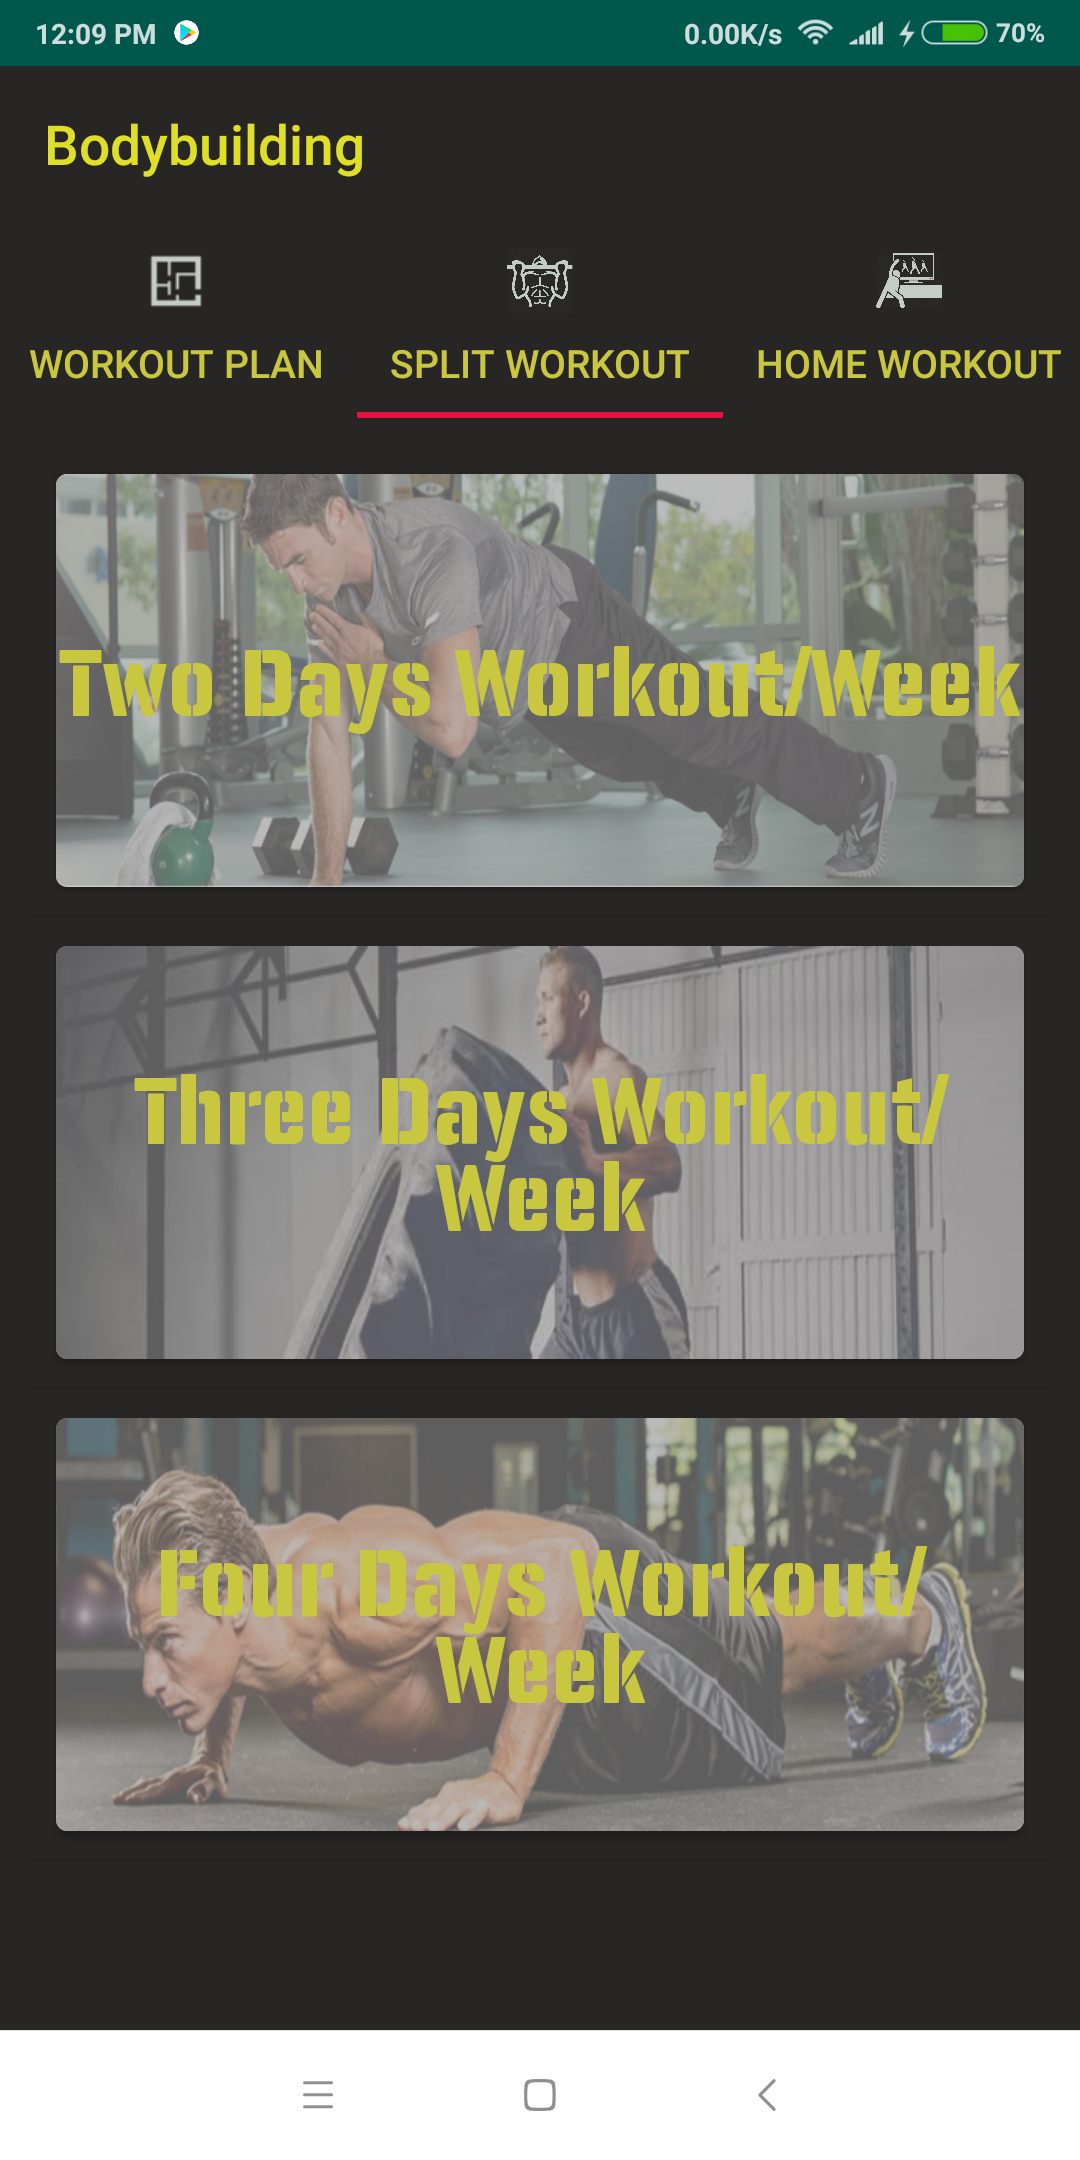 12:09 PM 0.00K/s 70%
Bodybuilding
WORKOUT PLAN SPLIT WORKOUT HOME WORKOUT
Two Days Workout/Week
Three Days Workout/
Week
Four Days Workout/
Week